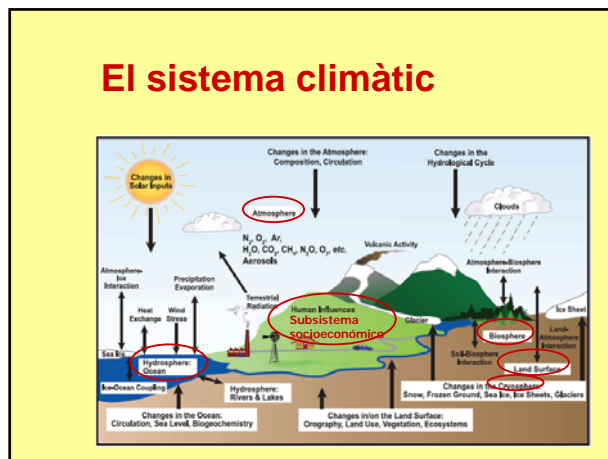 El sistema climàtic
Changes in the Atmosphere:
Composition, Circulation
Changes in the
Hydrological Cycle
Changes in
Solar Inputs
Clouds
Atmosphere
N2, O2, Ar,
H2O, CO2, CH4, N2O, O3, etc.
Aerosols
Volcanic Activity
Atmosphere-Biosphere
Interaction
Atmosphere-
Ice
Interaction
Precipitation
Evaporation
Terrestrial
Radiation
Heat
Exchange
Wind
Stress
Human Influences
Subsistema
socioeconómico
Glacier
Ice Sheet
Biosphere
Land-
Atmosphere
Interaction
Soil-Biosphere
Interaction
Land Surface
Sea Ice
Hydrosphere:
Ocean
Ice-Ocean Coupling
Hydrosphere:
Rivers & Lakes
Changes in the Cryosphere:
Snow, Frozen Ground, Sea Ice, Ice Sheets, Glaciers
Changes in the Ocean:
Circulation, Sea Level, Biogeochemistry
Changes in/on the Land Surface:
Orography, Land Use, Vegetation, Ecosystems